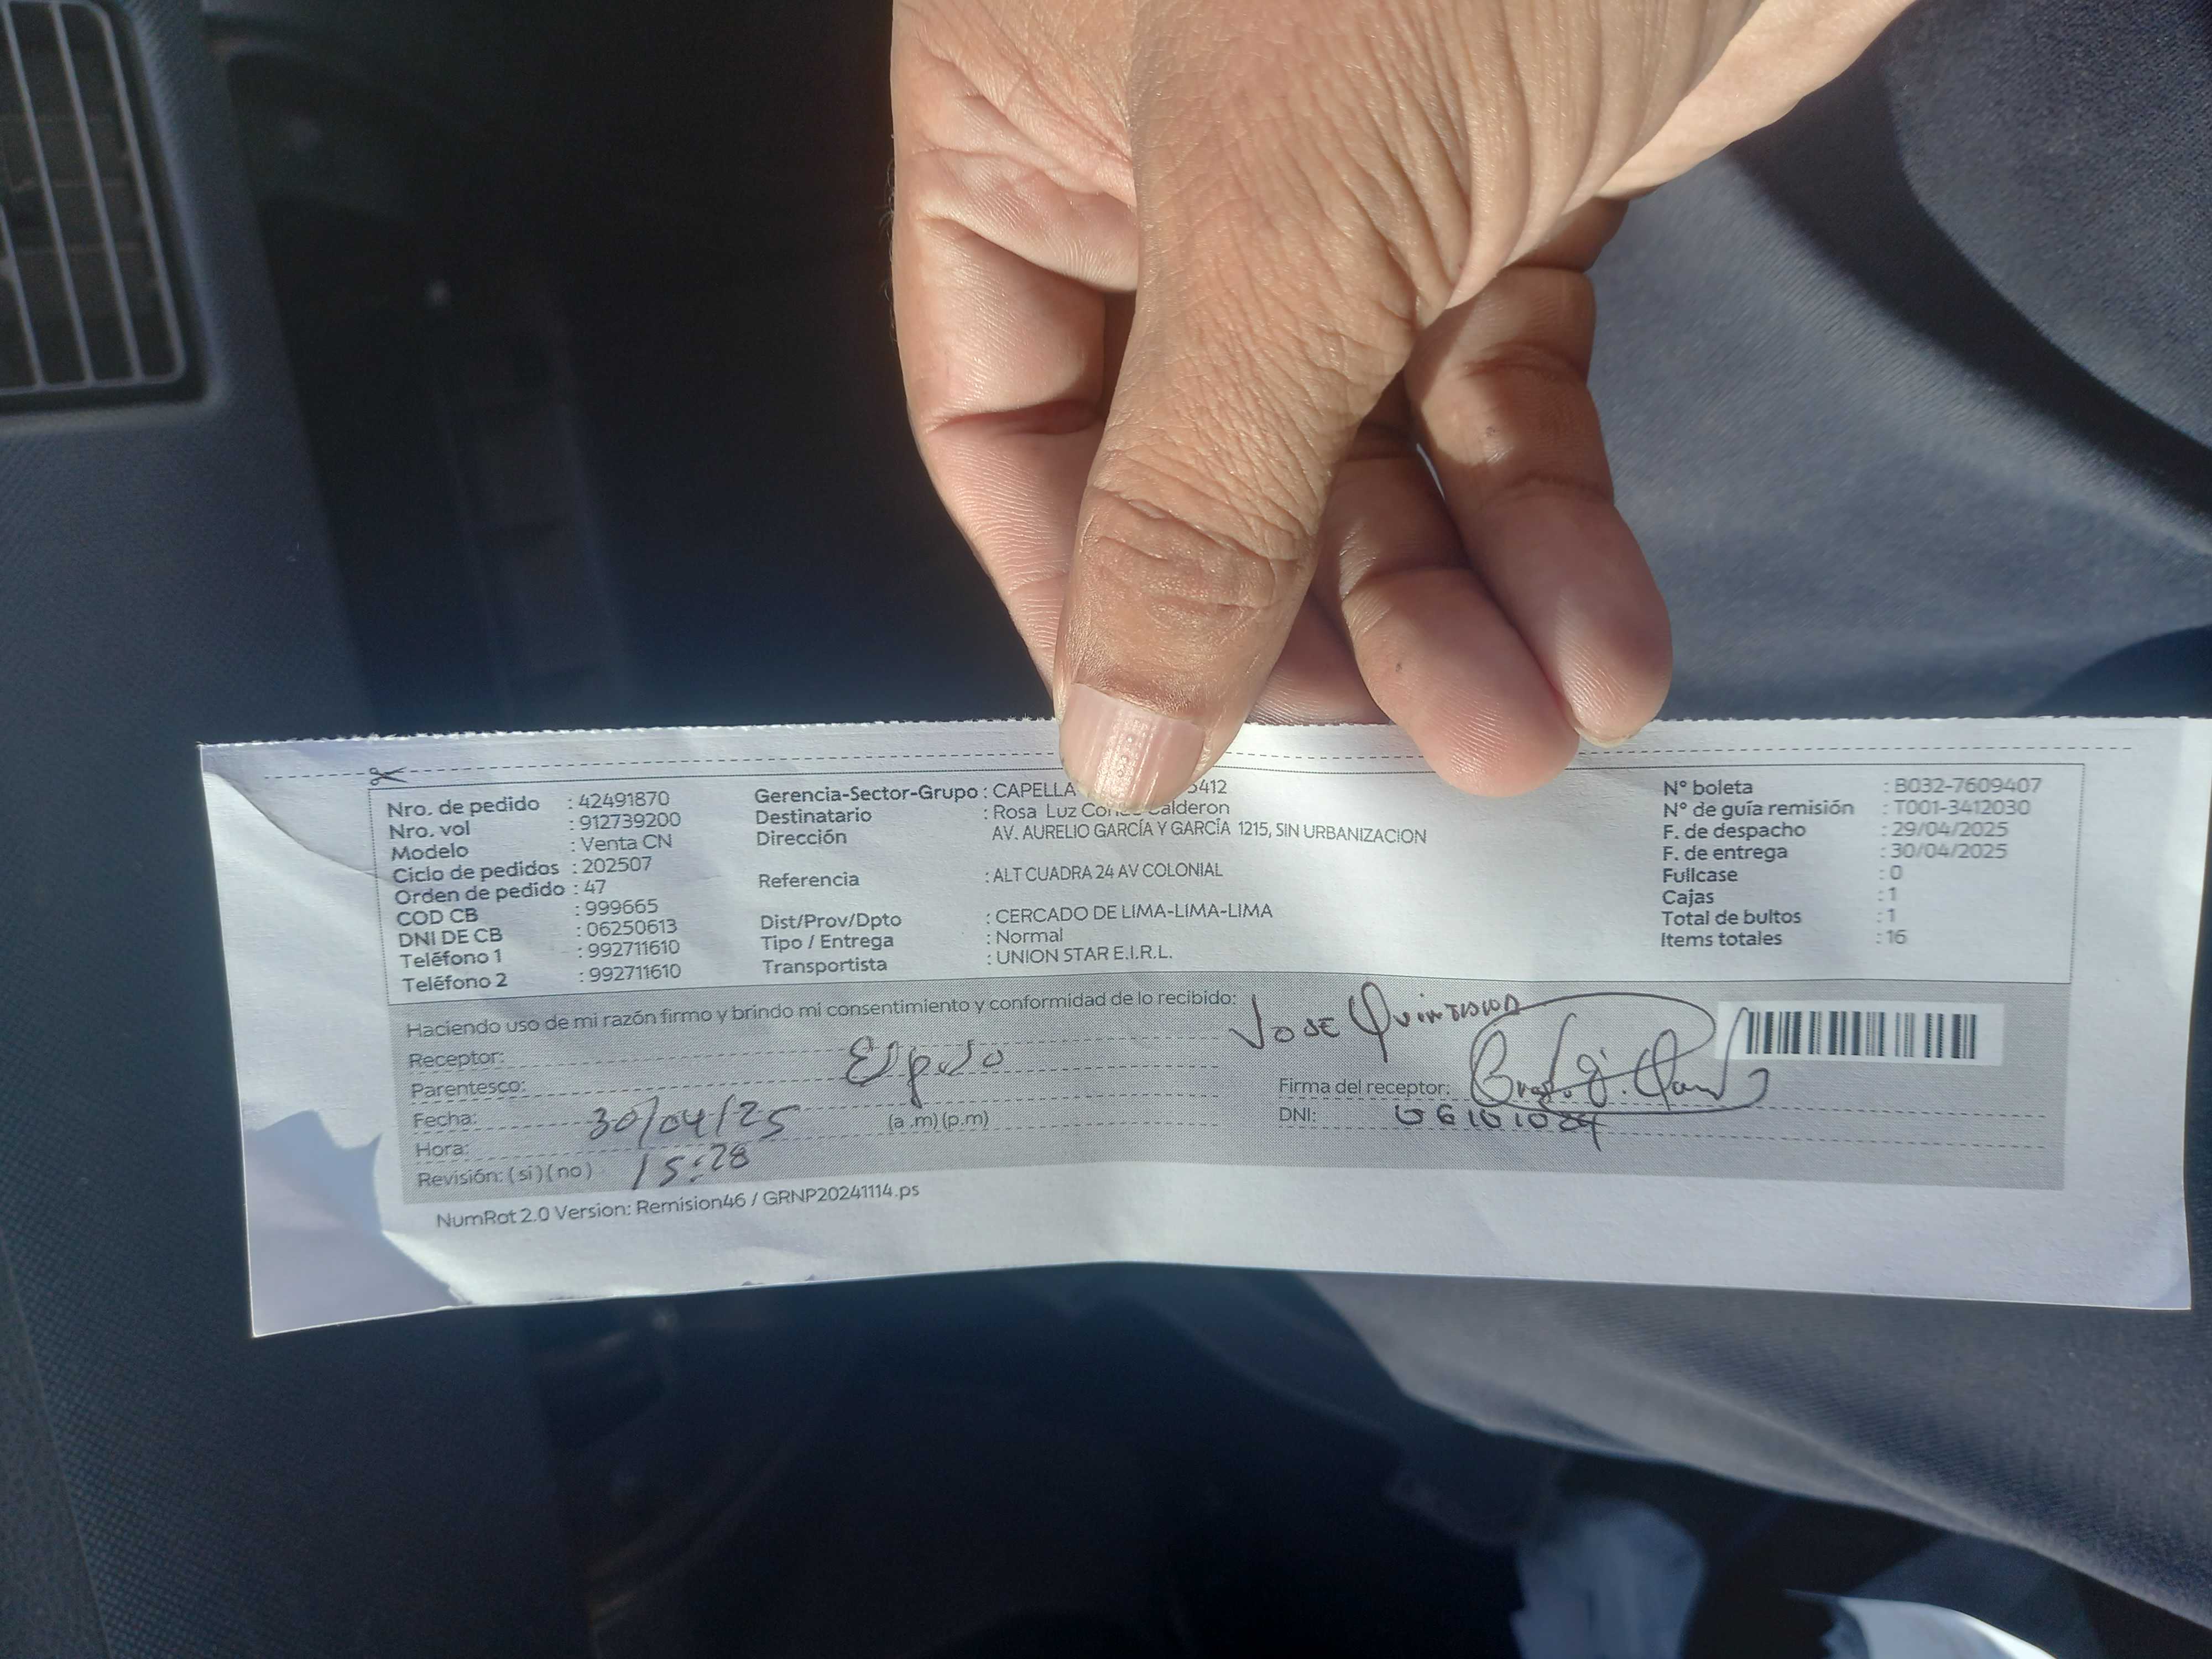 Nro. de pedido : 42491870
Nro. vol : 912739200
Modelo : Venta CN
Ciclo de pedidos : 202507
Orden de pedido : 47
COD CB : 999665
DNI DE CB : 06250613
Teléfono 1 : 992711610
Teléfono 2 : 992711610
Gerencia-Sector-Grupo : CAPELLA 5412
Destinatario : Rosa Luz Calderon
Dirección AV. AURELIO GARCÍA Y GARCÍA 1215, SIN URBANIZACION
Referencia : ALT CUADRA 24 AV COLONIAL
Dist/Prov/Dpto : CERCADO DE LIMA-LIMA-LIMA
Tipo / Entrega : Normal
Transportista : UNION STAR E.I.R.L.
N° boleta : B032-7609407
N° de guía remisión : T001-3412030
F. de despacho : 29/04/2025
F. de entrega : 30/04/2025
Fullcase : 0
Cajas : 1
Total de bultos : 1
Items totales : 16
Haciendo uso de mi razón firmo y brindo mi consentimiento y conformidad de lo recibido:
Receptor: JOSE
Parentesco:
Fecha: 30/04/25 (a .m) (p.m)
Hora: 15:28
Revisión: (si) (no)
Firma del receptor:
DNI:
NumRot 2.0 Version: Remision46 / GRNP20241114.ps